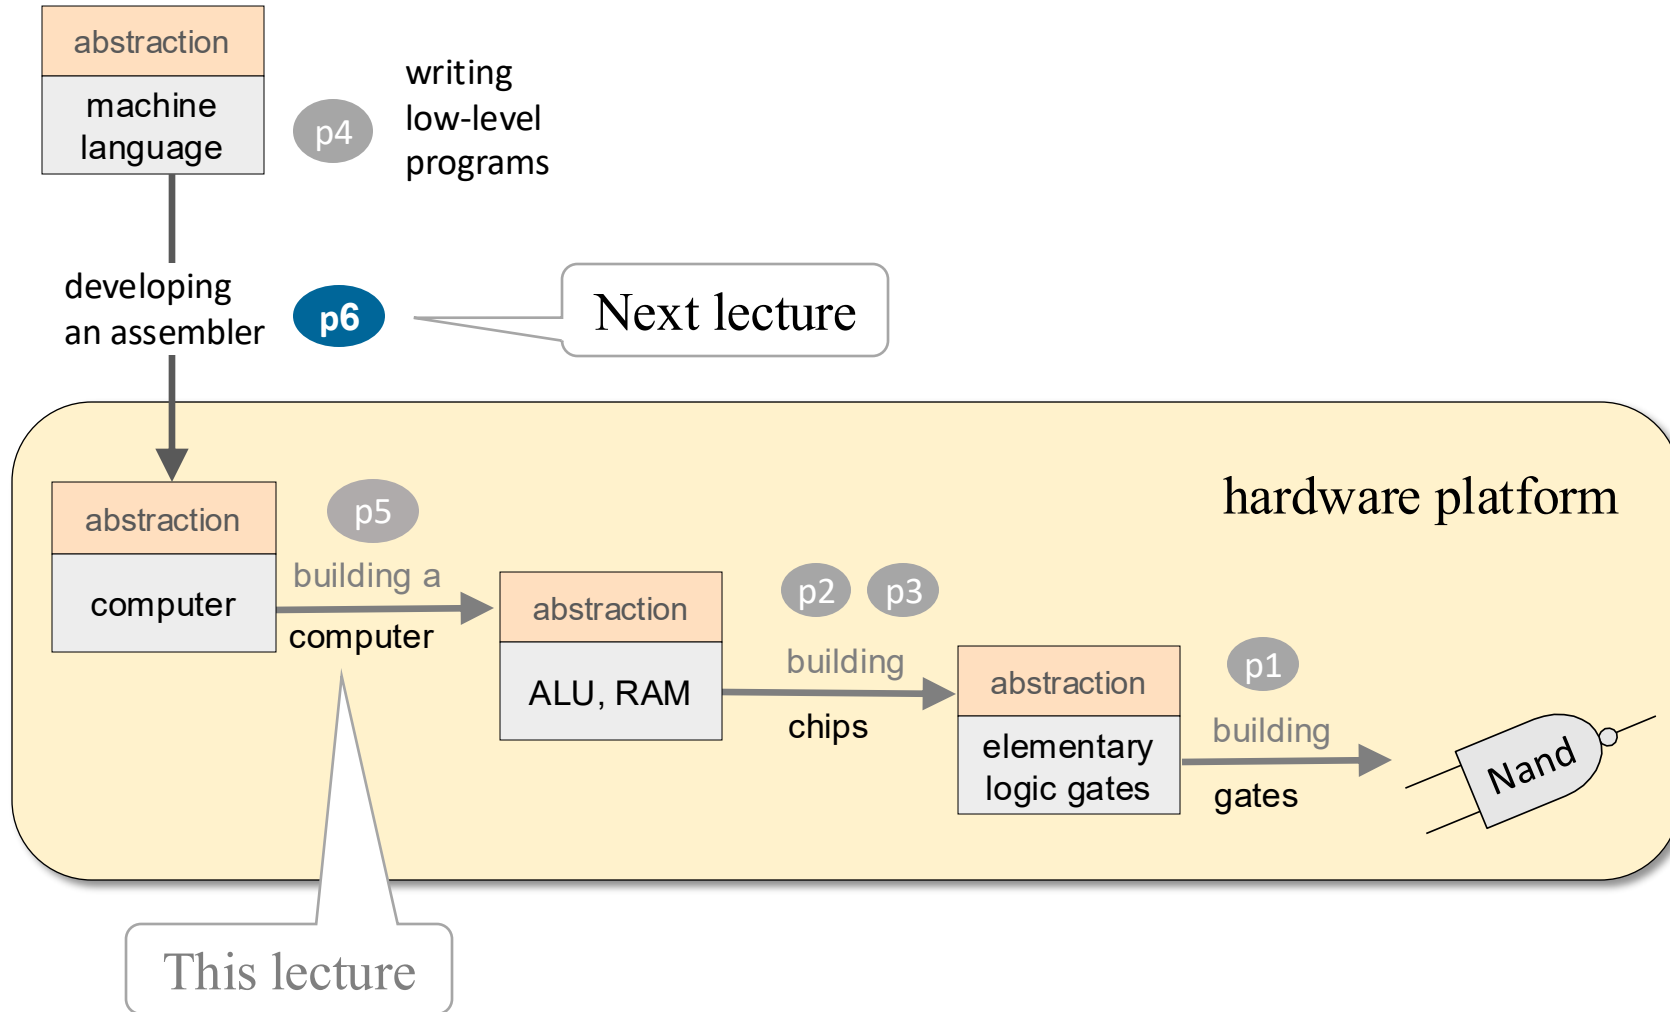 abstraction
machine
language
p4
writing
low-level
programs
developing
an assembler
p6
Next lecture
hardware platform
abstraction
computer
p5
building a
computer
abstraction
ALU, RAM
p2 p3
building
chips
abstraction
elementary
logic gates
p1
building
gates
Nand
This lecture